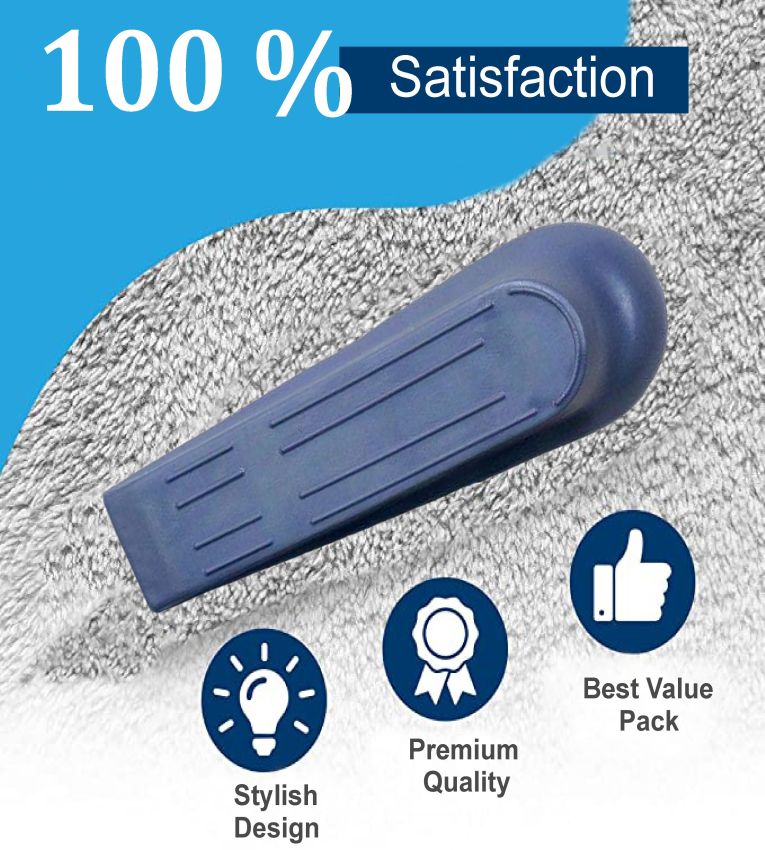 100 % Satisfaction
Stylish
Design
Premium
Quality
Best Value
Pack